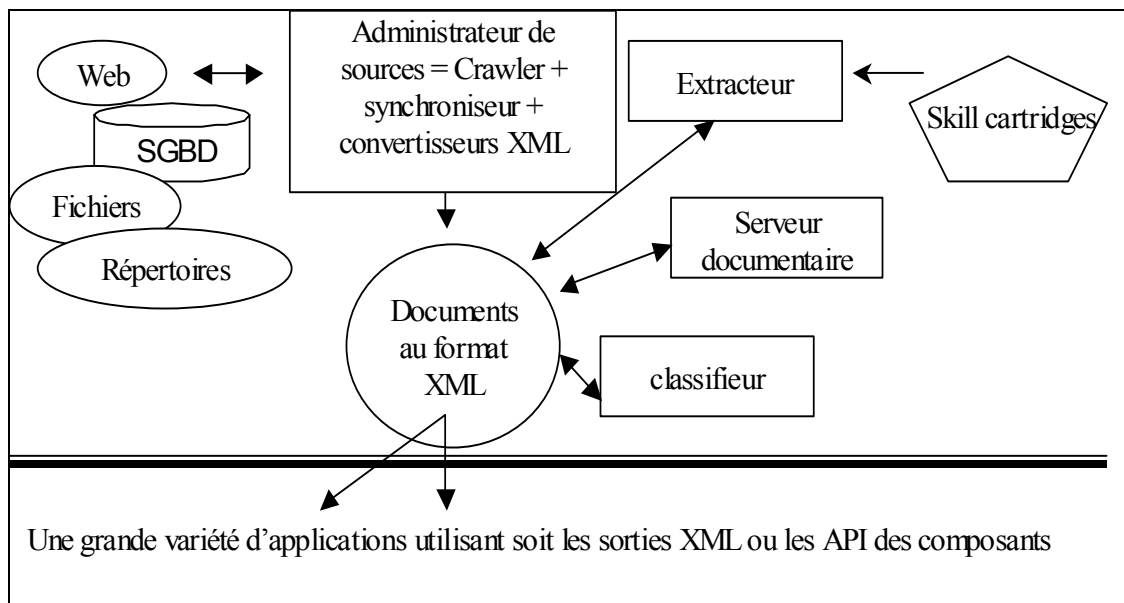 Web
SGBD
Fichiers
Répertoires
Administrateur de
sources = Crawler +
synchroniseur +
convertisseurs XML
Extracteur
Skill cartridges
Serveur
documentaire
Documents
au format
XML
classifieur
Une grande variété d’applications utilisant soit les sorties XML ou les API des composants